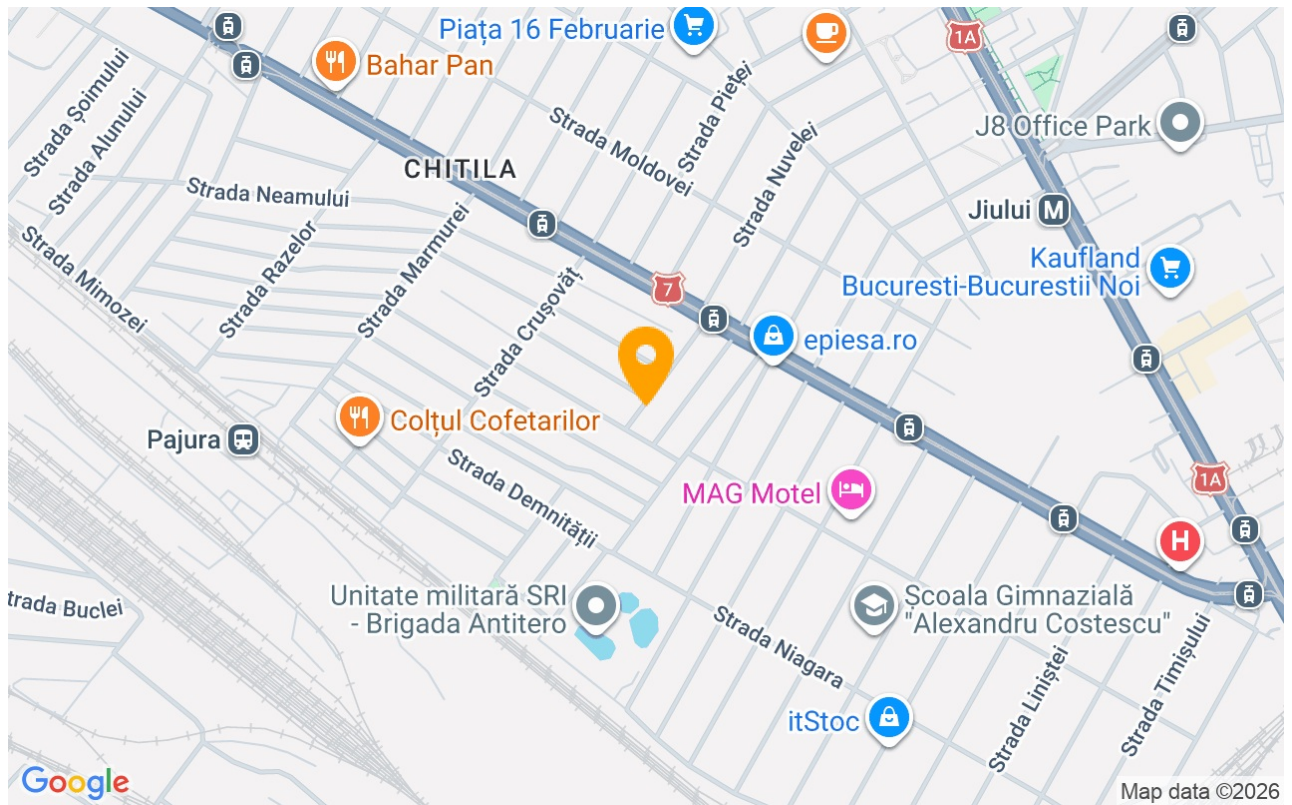 Piața 16 Februarie
1A
Bahar Pan
Strada Șoimului
Strada Alunului
Strada Pieței
Strada Moldovei
Strada Nuvelei
J8 Office Park
CHITILA
Strada Neamului
Jiului
M
Strada Mimozei
Strada Razelor
Strada Marmurei
Strada Crușovăț
Kaufland
Bucuresti-Bucurestii Noi
7
epiesa.ro
Colțul Cofetarilor
Pajura
Strada Demnității
MAG Motel
1A
H
Unitate militară SRI
- Brigada Antitero
Școala Gimnazială
"Alexandru Costescu"
trada Buclei
Strada Niagara
Strada Liniștei
Strada Timișului
itStoc
Google
Map data ©2026